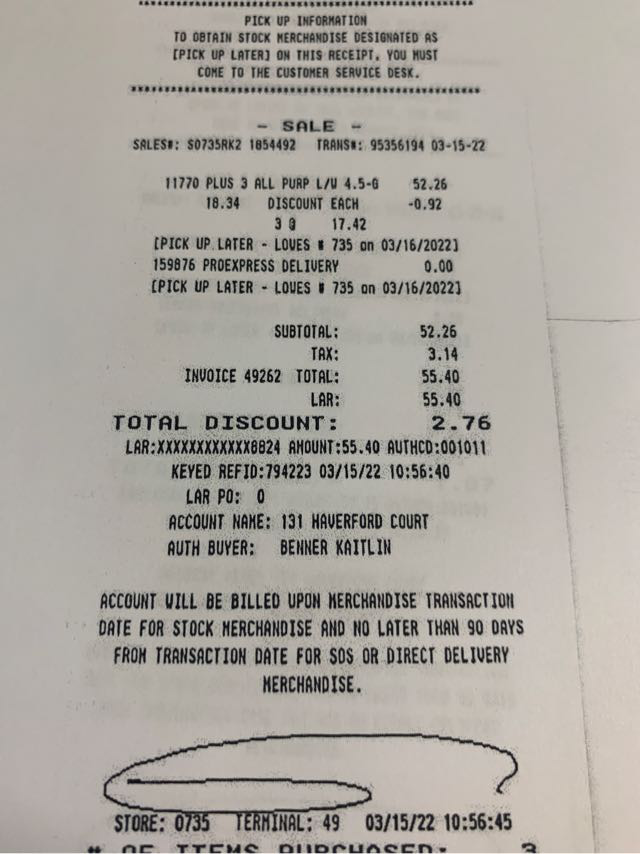 PICK UP INFORMATION
TO OBTAIN STOCK MERCHANDISE DESIGNATED AS
[PICK UP LATER] ON THIS RECEIPT, YOU MUST
COME TO THE CUSTOMER SERVICE DESK.
- SALE -
SALES#: S0735RK2 1854492 TRANS#: 95356194 03-15-22
11770 PLUS 3 ALL PURP L/W 4.5-G 52.26
18.34 DISCOUNT EACH -0.92
3 @ 17.42
[PICK UP LATER - LOWES # 735 on 03/16/2022]
159876 PROEXPRESS DELIVERY 0.00
[PICK UP LATER - LOWES # 735 on 03/16/2022]
SUBTOTAL: 52.26
TAX: 3.14
INVOICE 49262 TOTAL: 55.40
LAR: 55.40
TOTAL DISCOUNT: 2.76
LAR:XXXXXXXXXXXX8824 AMOUNT:55.40 AUTHCD:001011
KEYED REFID:794223 03/15/22 10:56:40
LAR PO: 0
ACCOUNT NAME: 131 HAVERFORD COURT
AUTH BUYER: BENNER KAITLIN
ACCOUNT WILL BE BILLED UPON MERCHANDISE TRANSACTION
DATE FOR STOCK MERCHANDISE AND NO LATER THAN 90 DAYS
FROM TRANSACTION DATE FOR SOS OR DIRECT DELIVERY
MERCHANDISE.
STORE: 0735 TERMINAL: 49 03/15/22 10:56:45
# OF ITEMS PURCHASED: 3